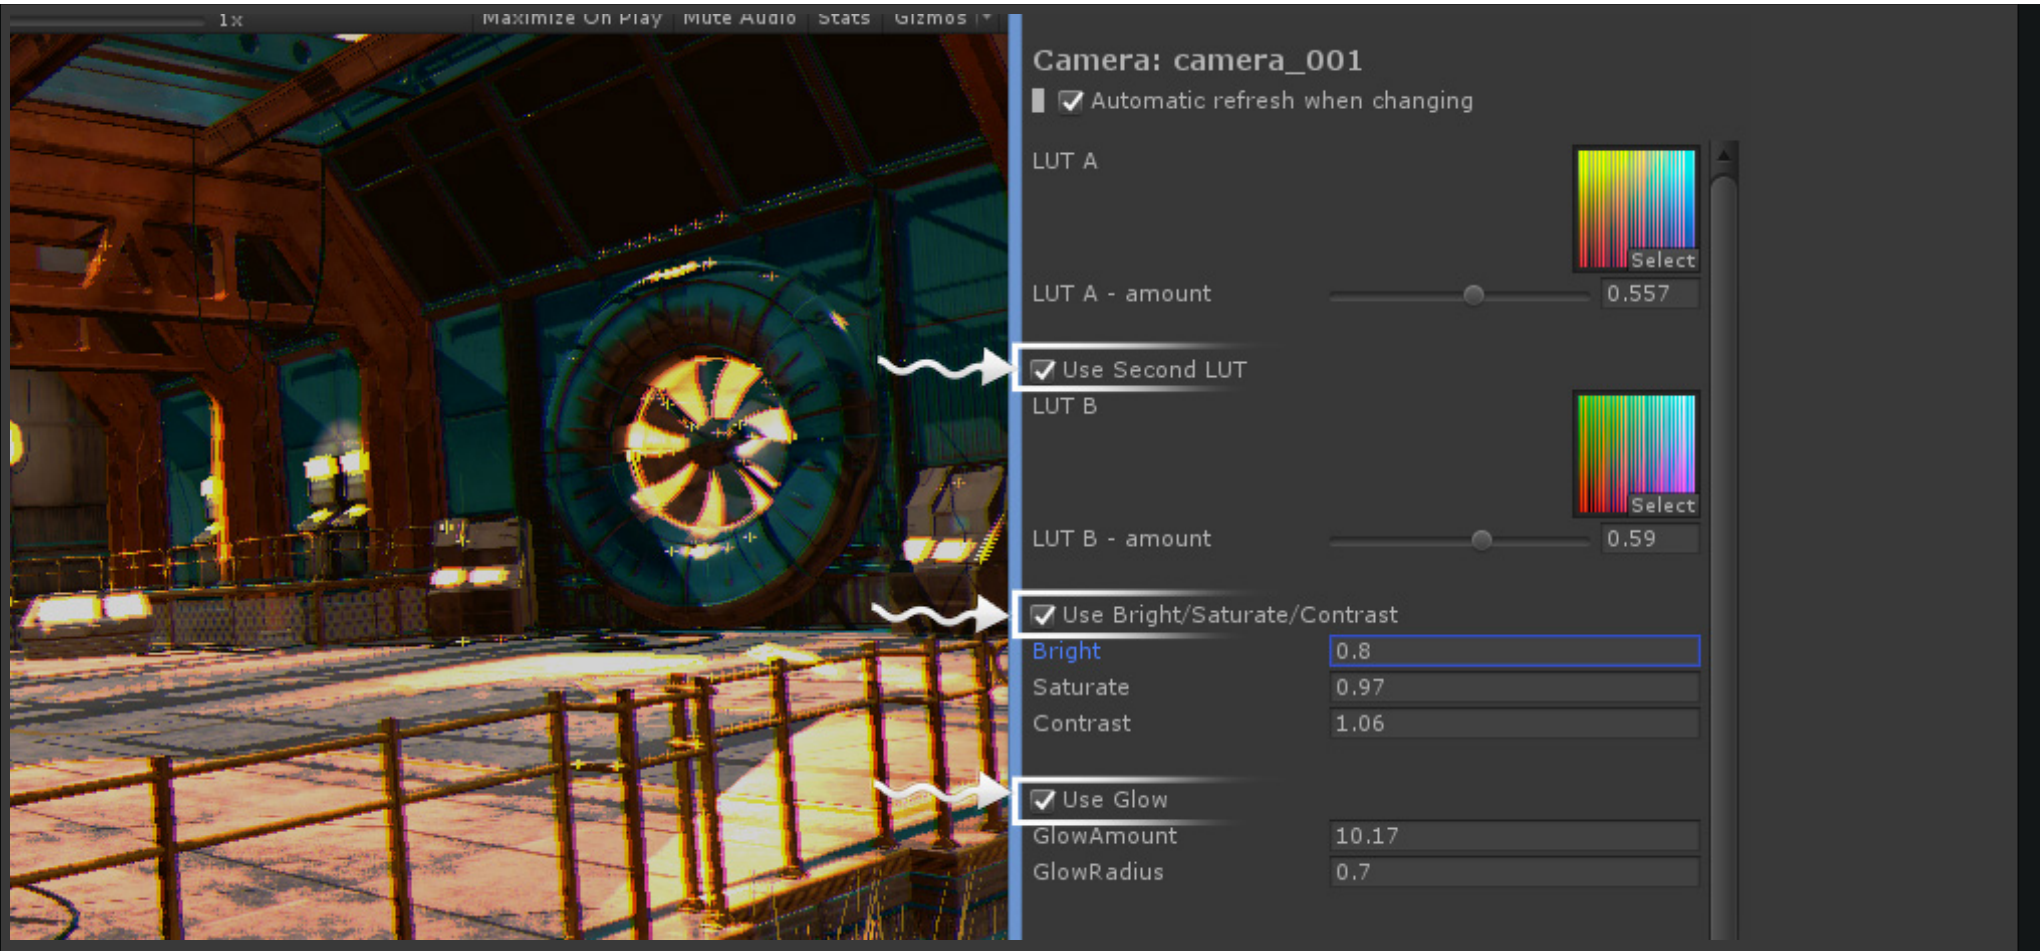 1x Maximize On Play Mute Audio Stats Gizmos
Camera: camera_001
Automatic refresh when changing
LUT A
Select
LUT A - amount 0.557
Use Second LUT
LUT B
Select
LUT B - amount 0.59
Use Bright/Saturate/Contrast
Bright 0.8
Saturate 0.97
Contrast 1.06
Use Glow
GlowAmount 10.17
GlowRadius 0.7